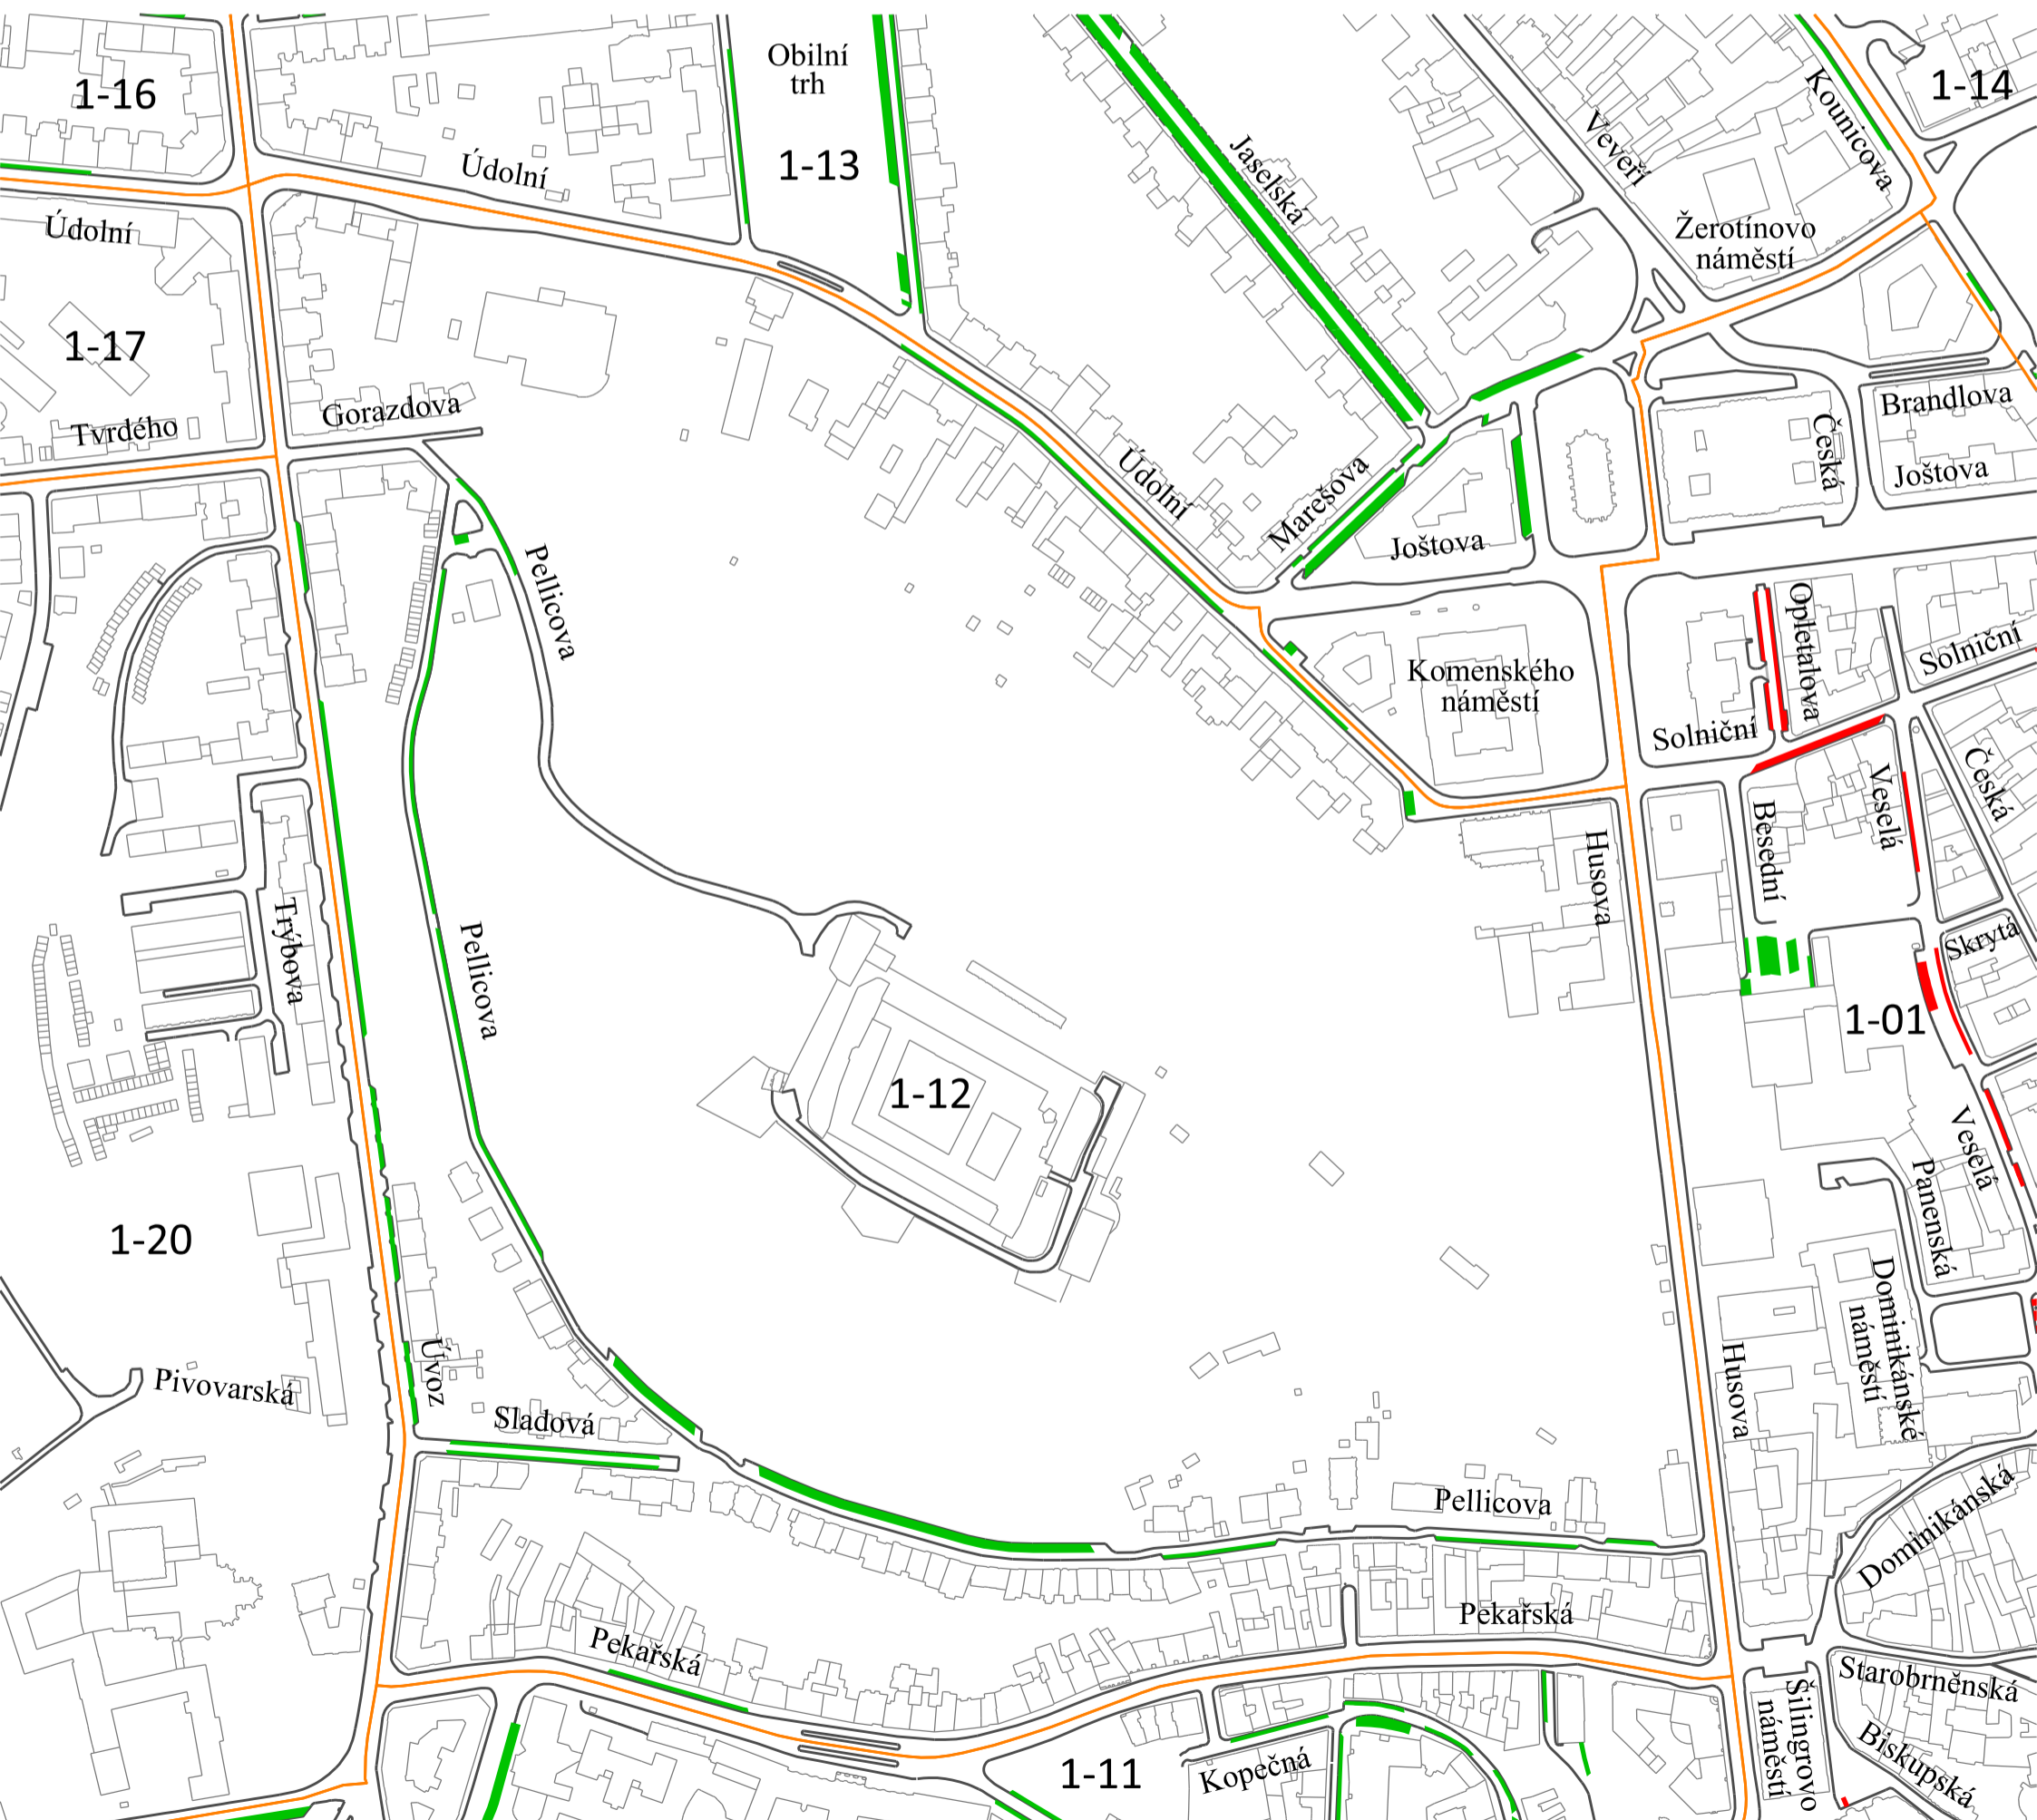 Obilní
trh
1-16
1-14
Kounicova
Veveří
Jaselská
1-13
Údolní
Údolní
Žerotínovo
náměstí
1-17
Gorazdova
Tvrdého
Brandlova
Česká
Joštova
Údolní
Marešova
Joštova
Pellicova
Opletalova
Solniční
Komenského
náměstí
Solniční
Česká
Veselá
Besední
Husova
Trýbova
Pellicova
Skrytá
1-01
1-12
Veselá
Panenská
1-20
Dominikánské
náměstí
Úvoz
Husova
Pivovarská
Sladová
Pellicova
Dominikánská
Pekařská
Pekařská
Starobrněnská
Šilingrovo
náměstí
Biskupská
1-11
Kopečná